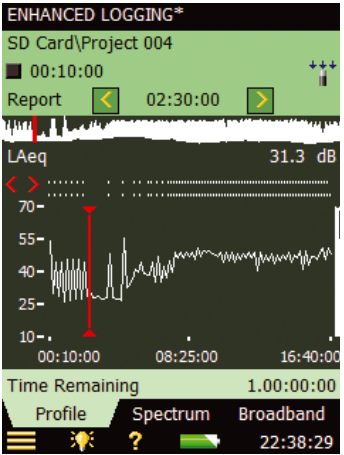 ENHANCED LOGGING*
SD Card\Project 004
00:10:00
Report < 02:30:00 >
LAeq 31.3 dB
< >
70
55
40
25
10
00:10:00 08:25:00 16:40:00
Time Remaining 1.00:00:00
Profile Spectrum Broadband
? 22:38:29